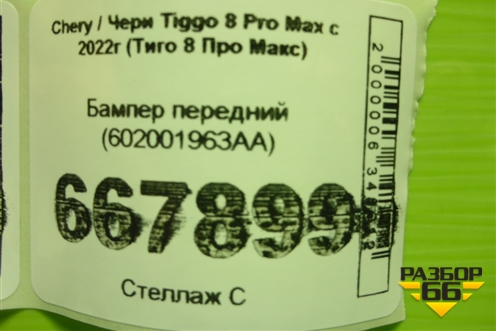 Chery / Чери Tiggo 8 Pro Max с
2022г (Тиго 8 Про Макс)
Бампер передний
(602001963AA)
667899
Стеллаж С
РАЗБОР
66